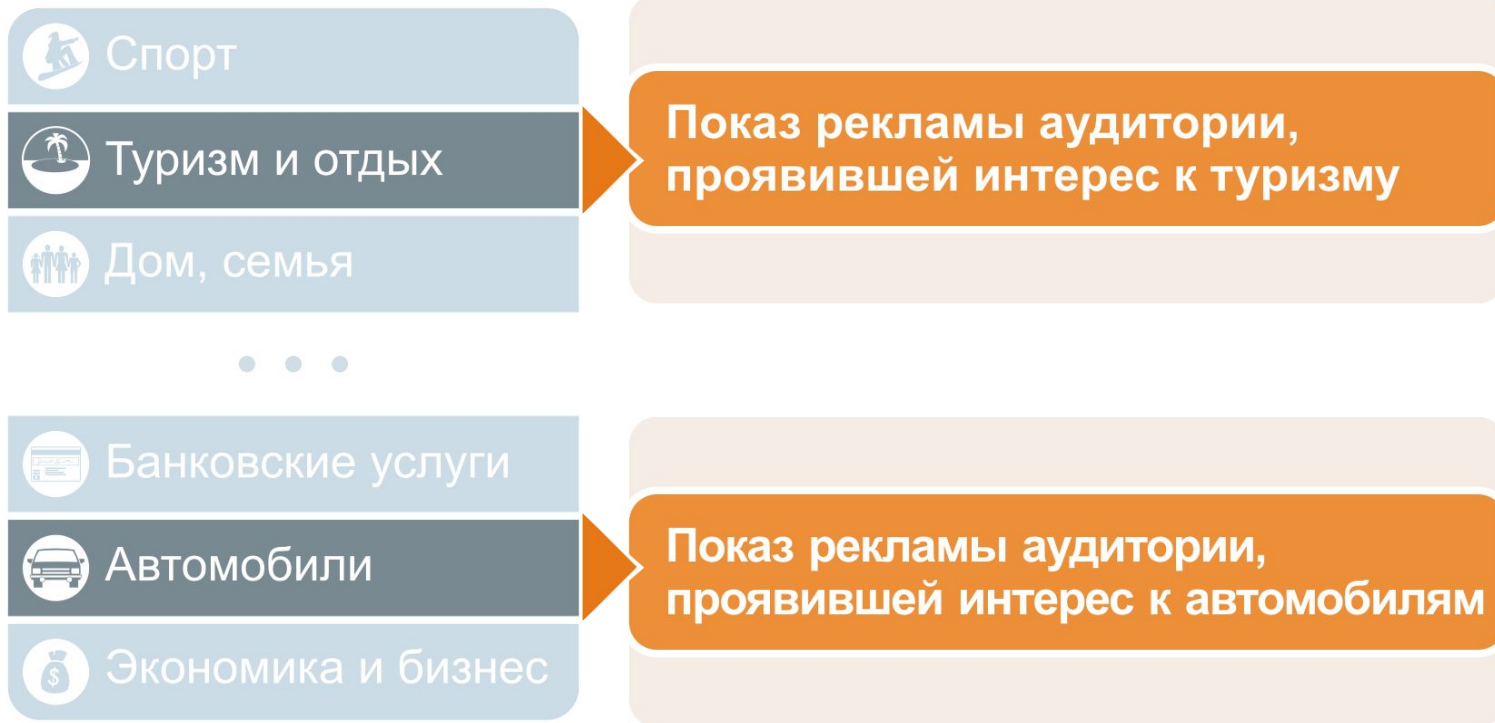 Спорт
Туризм и отдых
Показ рекламы аудитории,
проявившей интерес к туризму
Дом, семья
Банковские услуги
Автомобили
Показ рекламы аудитории,
проявившей интерес к автомобилям
Экономика и бизнес